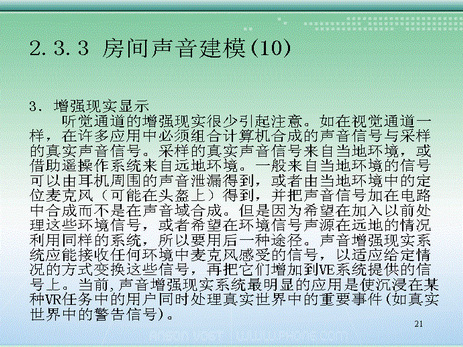 2.3.3 房间声音建模(10)
3．增强现实显示
听觉通道的增强现实很少引起注意。如在视觉通道一
样，在许多应用中必须组合计算机合成的声音信号与采样
的真实声音信号。采样的真实声音信号来自当地环境，或
借助遥操作系统来自远地环境。一般来自当地环境的信号
可以由耳机周围的声音泄漏得到，或者由当地环境中的定
位麦克风（可能在头盔上）得到，并把声音信号加在电路
中合成而不是在声音域合成。但是因为希望在加入以前处
理这些环境信号，或者希望在环境信号声源在远地的情况
利用同样的系统，所以要用后一种途径。声音增强现实系
统应能接收任何环境中麦克风感受的信号，以适应给定情
况的方式变换这些信号，再把它们增加到VE系统提供的信
号上。当前,声音增强现实系统最明显的应用是使沉浸在某
种VR任务中的用户同时处理真实世界中的重要事件(如真实
世界中的警告信号)。
21